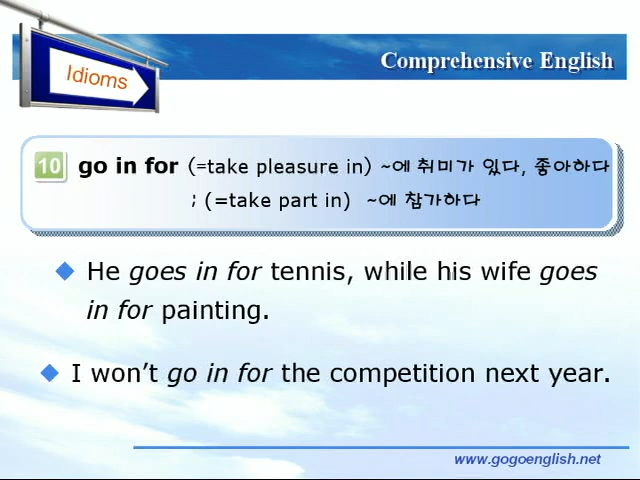 Idioms
Comprehensive English
10 go in for (=take pleasure in) ~에 취미가 있다, 좋아하다
; (=take part in) ~에 참가하다
He goes in for tennis, while his wife goes
in for painting.
I won't go in for the competition next year.
www.gogoenglish.net